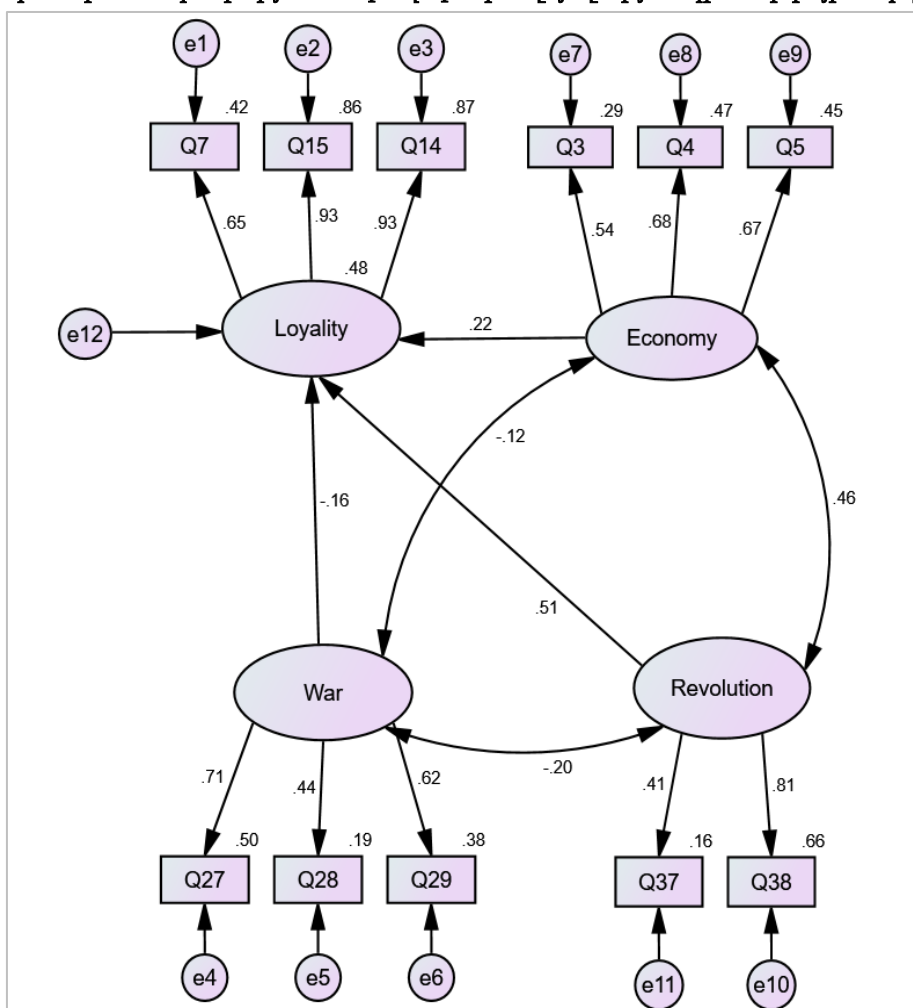 e1
e2
e3
e7
e8
e9
.42
.86
.87
.29
.47
.45
Q7
Q15
Q14
Q3
Q4
Q5
.65
.93
.93
.54
.68
.67
.48
e12
Loyality
.22
Economy
-.12
-.16
.46
.51
War
Revolution
-.20
.71
.44
.62
.41
.81
.50
.19
.38
.16
.66
Q27
Q28
Q29
Q37
Q38
e4
e5
e6
e11
e10